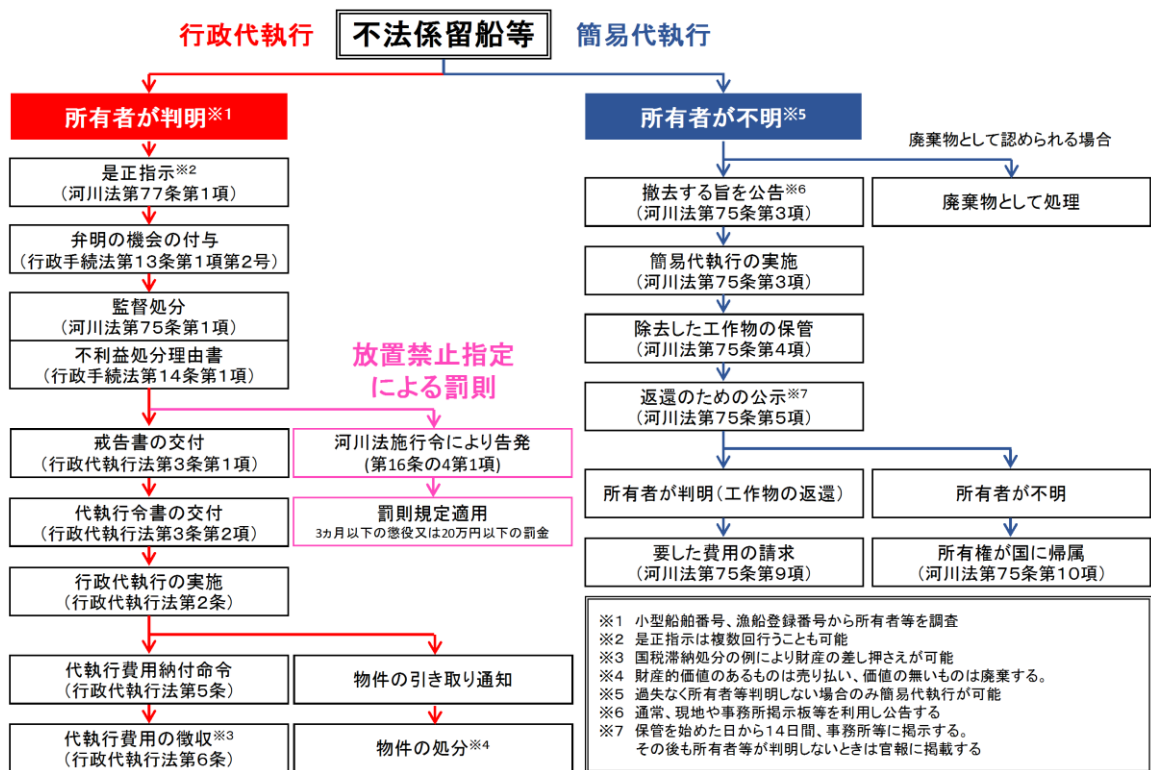 行政代執行
不法係留船等
簡易代執行
所有者が判明※1
是正指示※2
(河川法第77条第1項)
弁明の機会の付与
(行政手続法第13条第1項第2号)
監督処分
(河川法第75条第1項)
不利益処分理由書
(行政手続法第14条第1項)
戒告書の交付
(行政代執行法第3条第1項)
代執行令書の交付
(行政代執行法第3条第2項)
行政代執行の実施
(行政代執行法第2条)
代執行費用納付命令
(行政代執行法第5条)
代執行費用の徴収※3
(行政代執行法第6条)
物件の引き取り通知
物件の処分※4
放置禁止指定
による罰則
河川法施行令により告発
(第16条の4第1項)
罰則規定適用
3ヵ月以下の懲役又は20万円以下の罰金
所有者が不明※5
廃棄物として認められる場合
撤去する旨を公告※6
(河川法第75条第3項)
廃棄物として処理
簡易代執行の実施
(河川法第75条第3項)
除去した工作物の保管
(河川法第75条第4項)
返還のための公示※7
(河川法第75条第5項)
所有者が判明(工作物の返還)
所有者が不明
要した費用の請求
(河川法第75条第9項)
所有権が国に帰属
(河川法第75条第10項)
※1 小型船舶番号、漁船登録番号から所有者等を調査
※2 是正指示は複数回行うことも可能
※3 国税滞納処分の例により財産の差し押さえが可能
※4 財産的価値のあるものは売り払い、価値の無いものは廃棄する。
※5 過失なく所有者等判明しない場合のみ簡易代執行が可能
※6 通常、現地や事務所掲示板等を利用し公告する
※7 保管を始めた日から14日間、事務所等に掲示する。
その後も所有者等が判明しないときは官報に掲載する